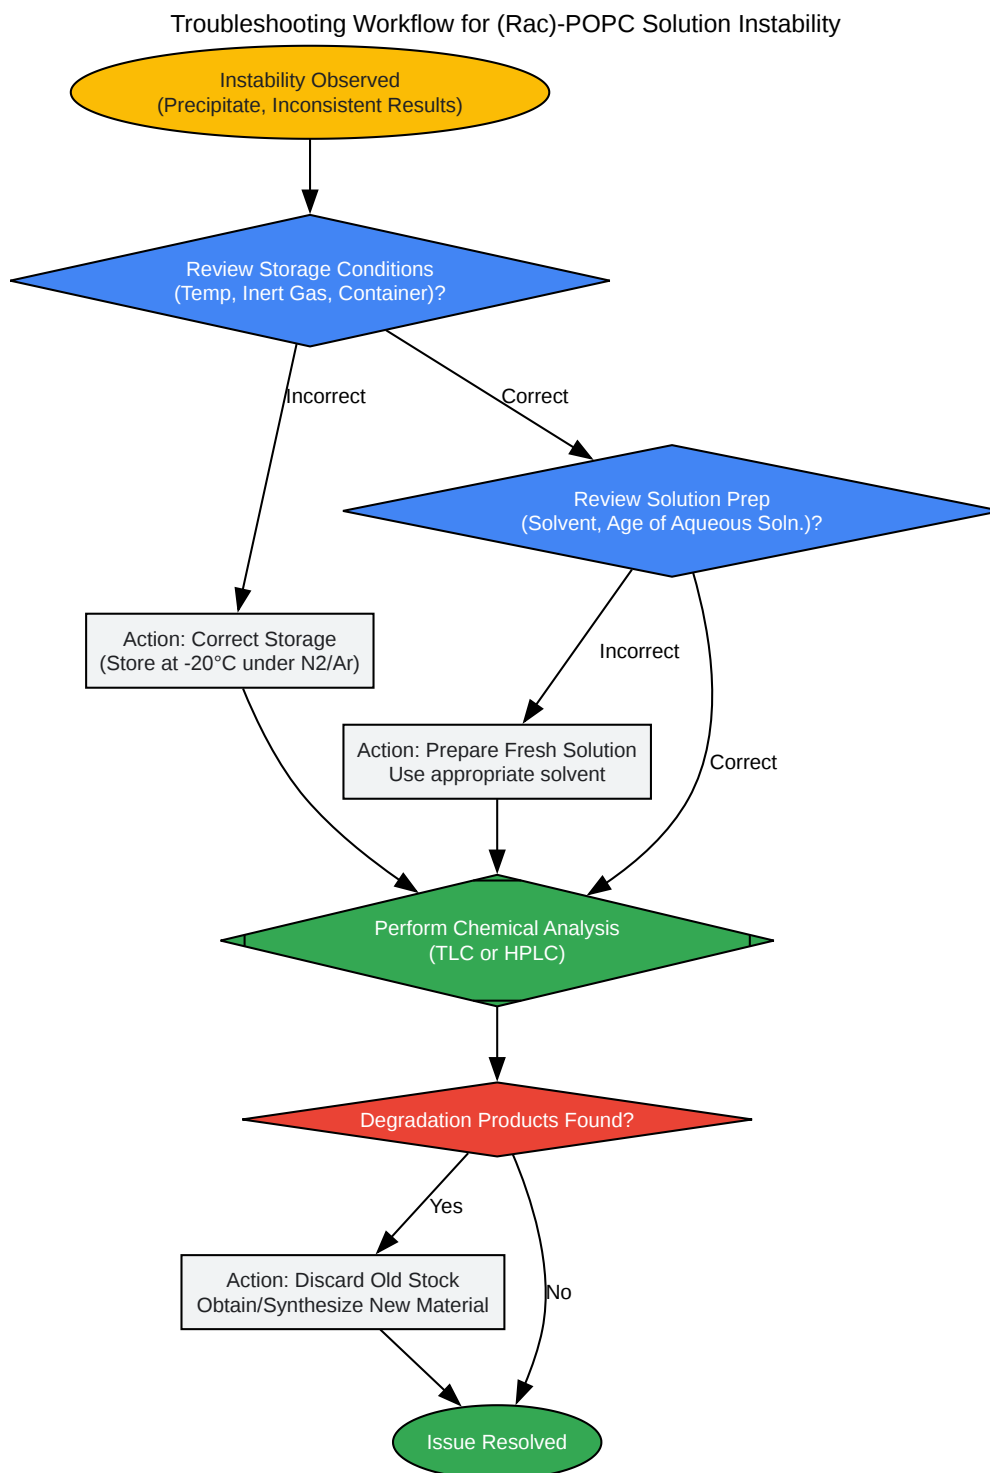 Troubleshooting Workflow for (Rac)-POPC Solution Instability
Instability Observed
(Precipitate, Inconsistent Results)
Review Storage Conditions
(Temp, Inert Gas, Container)?
Incorrect
Correct
Review Solution Prep
(Solvent, Age of Aqueous Soln.)?
Action: Correct Storage
(Store at -20°C under N2/Ar)
Incorrect
Action: Prepare Fresh Solution
Use appropriate solvent
Correct
Perform Chemical Analysis
(TLC or HPLC)
Degradation Products Found?
Yes
Action: Discard Old Stock
Obtain/Synthesize New Material
No
Issue Resolved